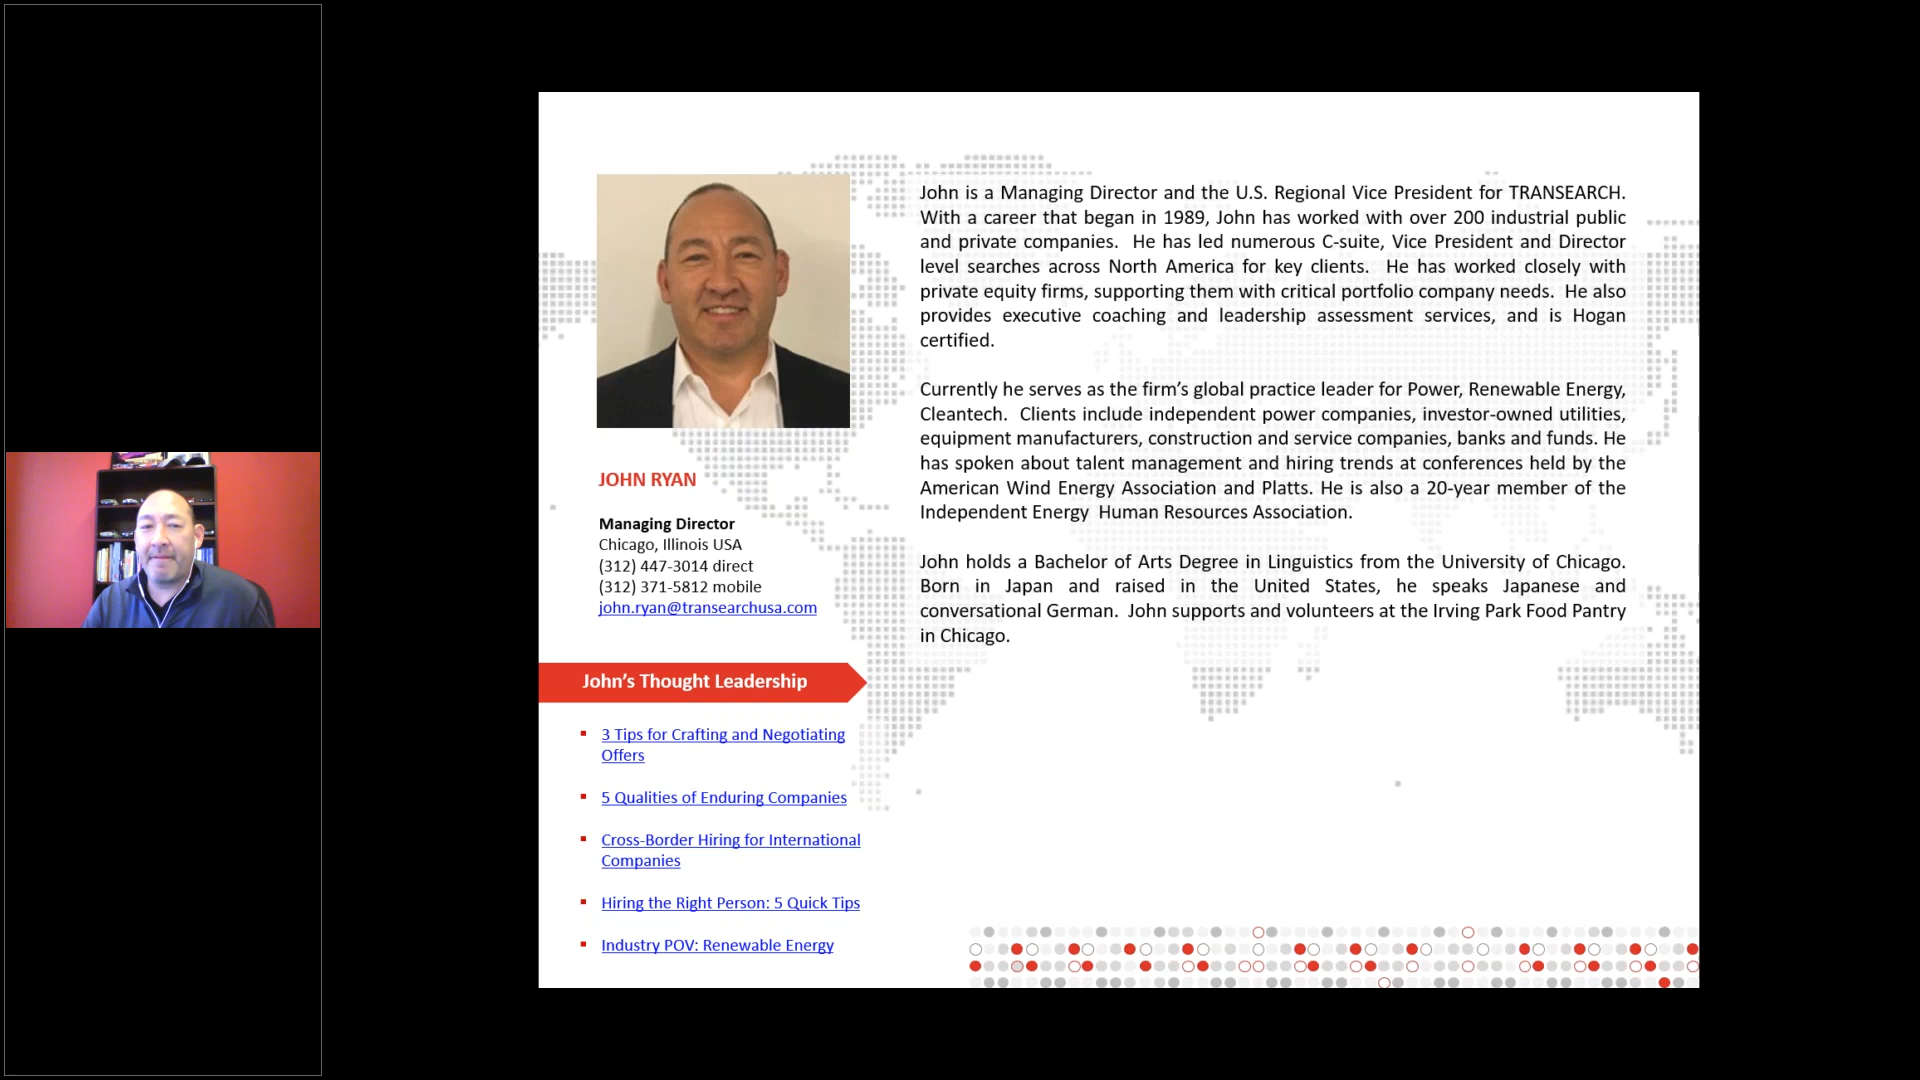 JOHN RYAN
Managing Director
Chicago, Illinois USA
(312) 447-3014 direct
(312) 371-5812 mobile
john.ryan@transearchusa.com
John’s Thought Leadership
3 Tips for Crafting and Negotiating
Offers
5 Qualities of Enduring Companies
Cross-Border Hiring for International
Companies
Hiring the Right Person: 5 Quick Tips
Industry POV: Renewable Energy
John is a Managing Director and the U.S. Regional Vice President for TRANSEARCH.
With a career that began in 1989, John has worked with over 200 industrial public
and private companies.  He has led numerous C-suite, Vice President and Director
level searches across North America for key clients.  He has worked closely with
private equity firms, supporting them with critical portfolio company needs.  He also
provides executive coaching and leadership assessment services, and is Hogan
certified.
Currently he serves as the firm’s global practice leader for Power, Renewable Energy,
Cleantech.  Clients include independent power companies, investor-owned utilities,
equipment manufacturers, construction and service companies, banks and funds. He
has spoken about talent management and hiring trends at conferences held by the
American Wind Energy Association and Platts. He is also a 20-year member of the
Independent Energy  Human Resources Association.
John holds a Bachelor of Arts Degree in Linguistics from the University of Chicago.
Born in Japan and raised in the United States, he speaks Japanese and
conversational German.  John supports and volunteers at the Irving Park Food Pantry
in Chicago.